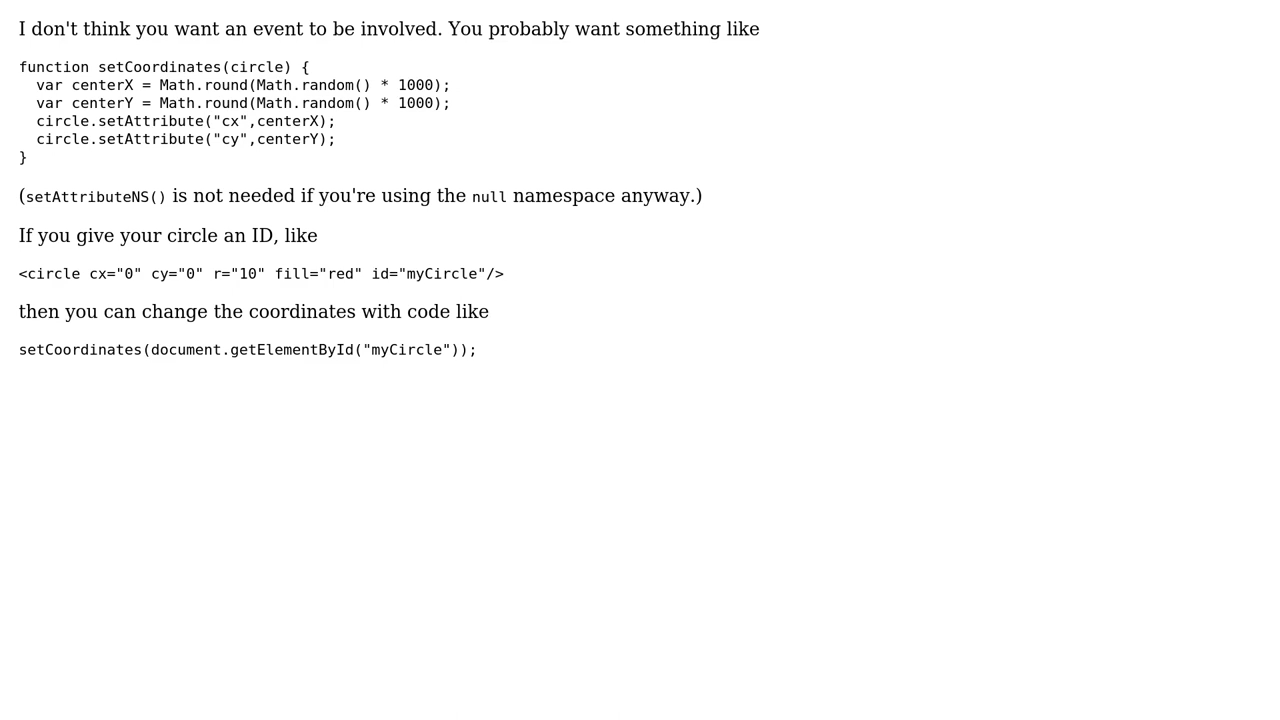 I don't think you want an event to be involved. You probably want something like
function setCoordinates(circle) {
  var centerX = Math.round(Math.random() * 1000);
  var centerY = Math.round(Math.random() * 1000);
  circle.setAttribute("cx",centerX);
  circle.setAttribute("cy",centerY);
}
(setAttributeNS() is not needed if you're using the null namespace anyway.)
If you give your circle an ID, like
<circle cx="0" cy="0" r="10" fill="red" id="myCircle"/>
then you can change the coordinates with code like
setCoordinates(document.getElementById("myCircle"));